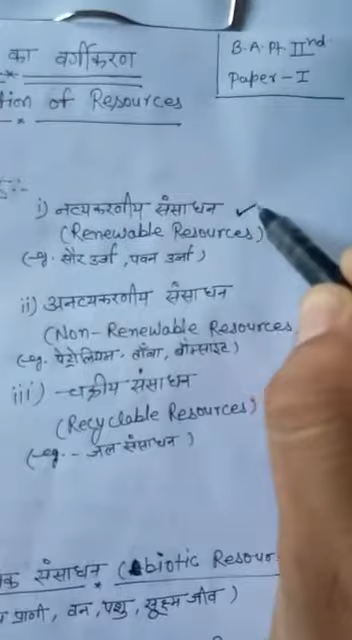 का वर्गीकरण
B.A. Pt. IInd
Paper - I
tion of Resources
i) नव्यकरणीय संसाधन ✓
(Renewable Resources)
(eg. सौर उर्जा, पवन उर्जा)
ii) अनव्यकरणीय संसाधन
(Non-Renewable Resources
(eg. पेट्रोलियम, ताँबा, बॉक्साइट)
iii) चक्रीय संसाधन
(Recyclable Resources)
(eg. - जल संसाधन)
क संसाधन (Abiotic Resour
प्राणी, वन, पशु, सूक्ष्म जीव)